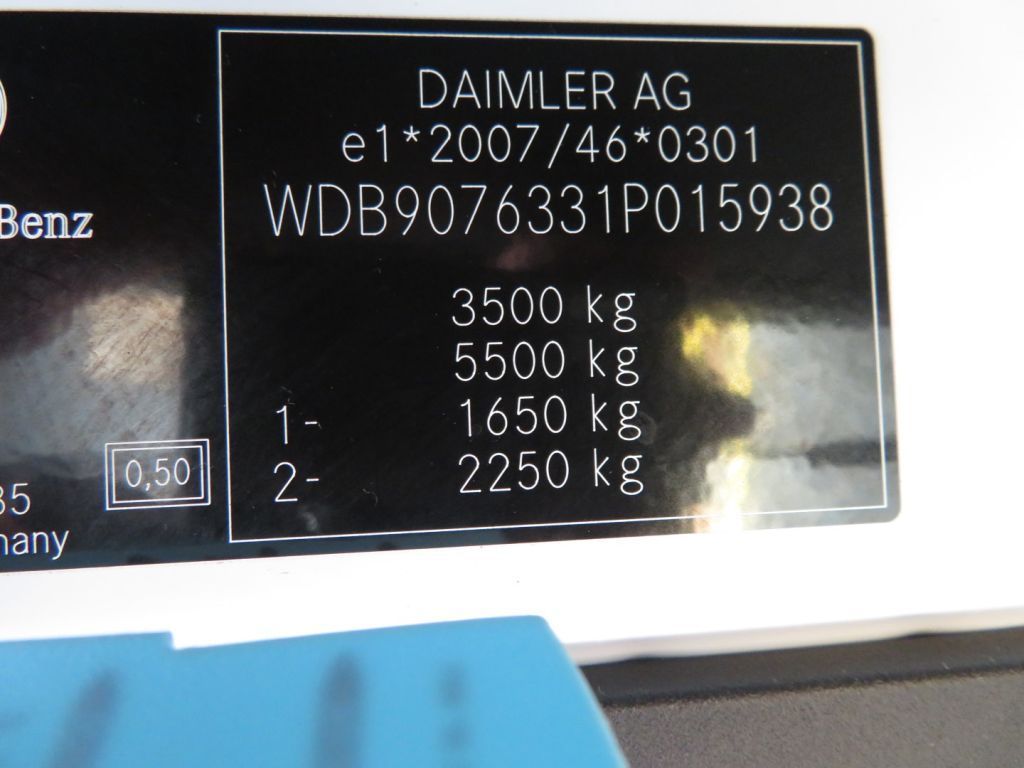 DAIMLER AG
e1*2007/46*0301
WDB9076331P015938
3500 kg
5500 kg
1- 1650 kg
2- 2250 kg
Benz
0,50
35
many